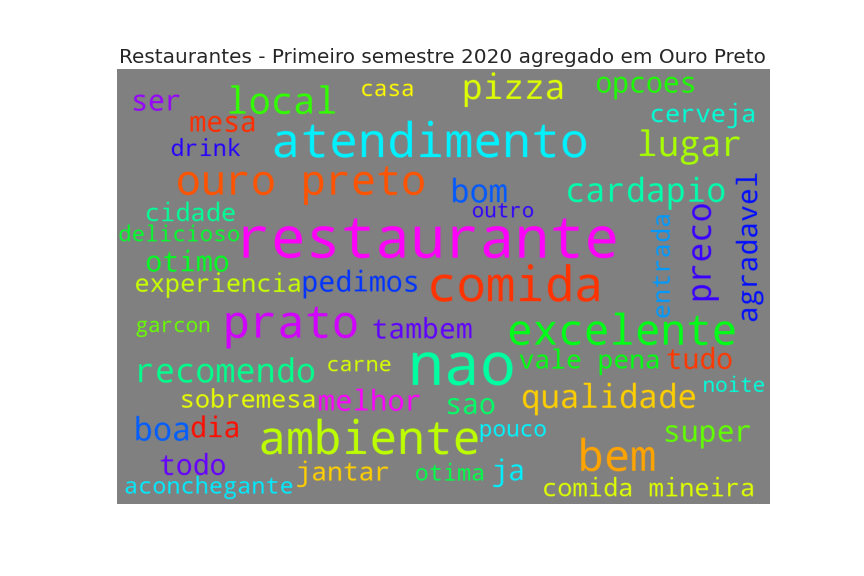 Restaurantes - Primeiro semestre 2020 agregado em Ouro Preto
casa
pizza
opcoes
ser
local
cerveja
mesa
atendimento
lugar
drink
ouro preto
bom
cardapio
agradavel
cidade
outro
preco
delicioso
restaurante
entrada
otimo
experiencia
pedimos
comida
garcon
prato
tambem
excelente
recomendo
carne
nao
vale pena
tudo
noite
sobremesa
melhor
sao
qualidade
boa
dia
ambiente
pouco
super
todo
jantar
otima
ja
bem
aconchegante
comida mineira